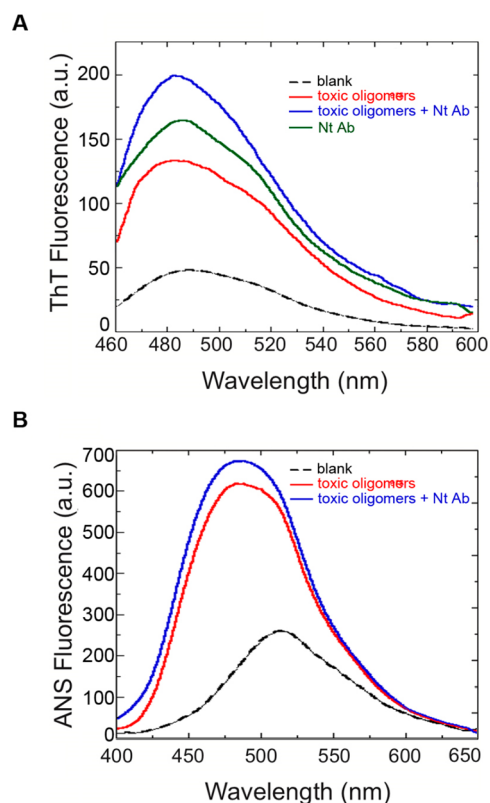 A
ThT Fluorescence (a.u.)
200
150
100
50
0
blank
toxic oligomers
toxic oligomers + Nt Ab
Nt Ab
460 480 500 520 540 560 580 600
Wavelength (nm)
B
ANS Fluorescence (a.u.)
700
600
500
400
300
200
100
0
blank
toxic oligomers
toxic oligomers + Nt Ab
400 450 500 550 600 650
Wavelength (nm)